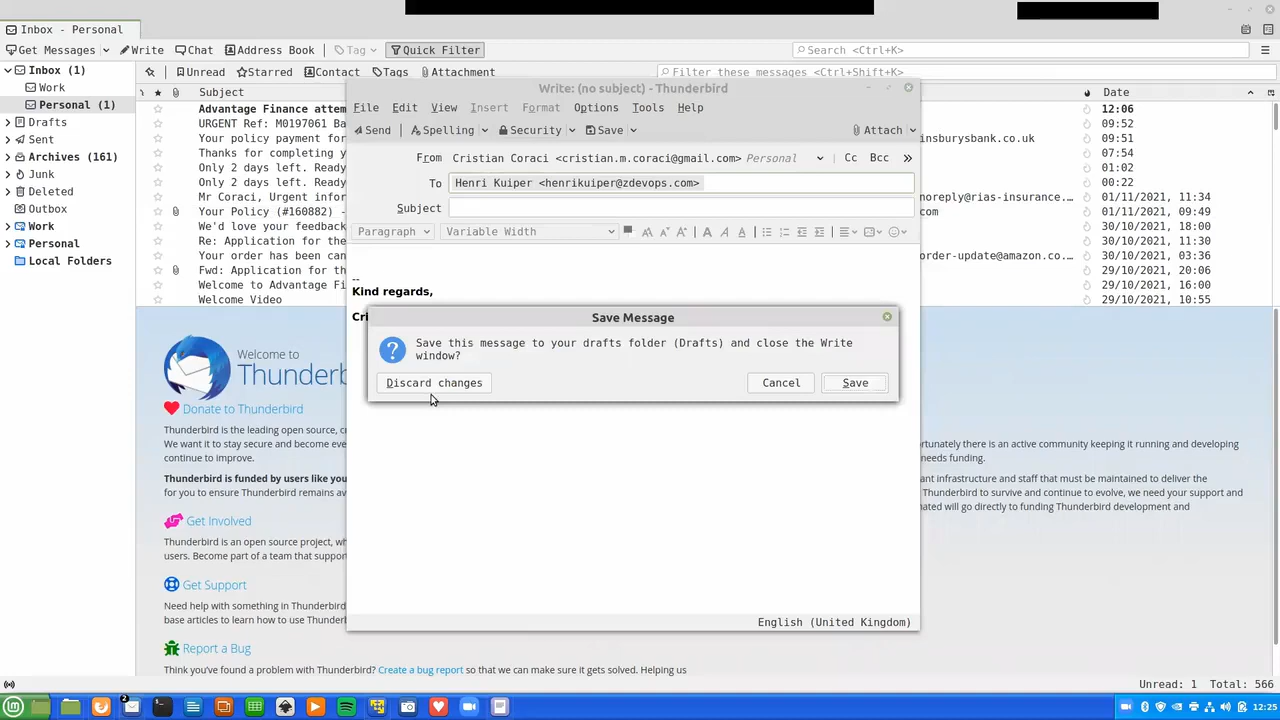 Inbox - Personal
Get Messages
Write
Chat
Address Book
Tag
Quick Filter
Search <Ctrl+K>
Unread
Starred
Contact
Tags
Attachment
Filter these messages <Ctrl+Shift+K>
Inbox (1)
Work
Personal (1)
Drafts
Sent
Archives (161)
Junk
Deleted
Outbox
Work
Personal
Local Folders
Subject
Date
Advantage Finance attem
12:06
URGENT Ref: M0197061 Ba
09:52
Your policy payment for
insburysbank.co.uk
09:51
Thanks for completing y
07:54
Only 2 days left. Ready
01:02
Only 2 days left. Ready
00:22
Mr Coraci, Urgent infor
noreply@rias-insurance.…
01/11/2021, 11:34
Your Policy (#160882) -
com
01/11/2021, 09:49
We'd love your feedback
30/10/2021, 18:00
Re: Application for the
30/10/2021, 11:30
Your order has been can
order-update@amazon.co.…
30/10/2021, 03:36
Fwd: Application for th
29/10/2021, 20:06
Welcome to Advantage Fi
29/10/2021, 16:00
Welcome Video
29/10/2021, 10:55
Write: (no subject) - Thunderbird
File Edit View Insert Format Options Tools Help
Send
Spelling
Security
Save
Attach
From
Cristian Coraci <cristian.m.coraci@gmail.com> Personal
Cc
Bcc
»
To
Henri Kuiper <henrikuiper@zdevops.com>
Subject
Paragraph
Variable Width
--
Kind regards,
Cri
Save Message
Save this message to your drafts folder (Drafts) and close the Write
window?
Discard changes
Cancel
Save
English (United Kingdom)
Welcome to
Thunderb
Donate to Thunderbird
Thunderbird is the leading open source, cr
ortunately there is an active community keeping it running and developing
We want it to stay secure and become eve
needs funding.
continue to improve.
Thunderbird is funded by users like you
ant infrastructure and staff that must be maintained to deliver the
for you to ensure Thunderbird remains av
Thunderbird to survive and continue to evolve, we need your support and
nated will go directly to funding Thunderbird development and
Get Involved
Thunderbird is an open source project, wh
users. Become part of a team that support
Get Support
Need help with something in Thunderbird
base articles to learn how to use Thunderb
Report a Bug
Think you've found a problem with Thunderbird? Create a bug report so that we can make sure it gets solved. Helping us
Unread: 1
Total: 566
2
12:25